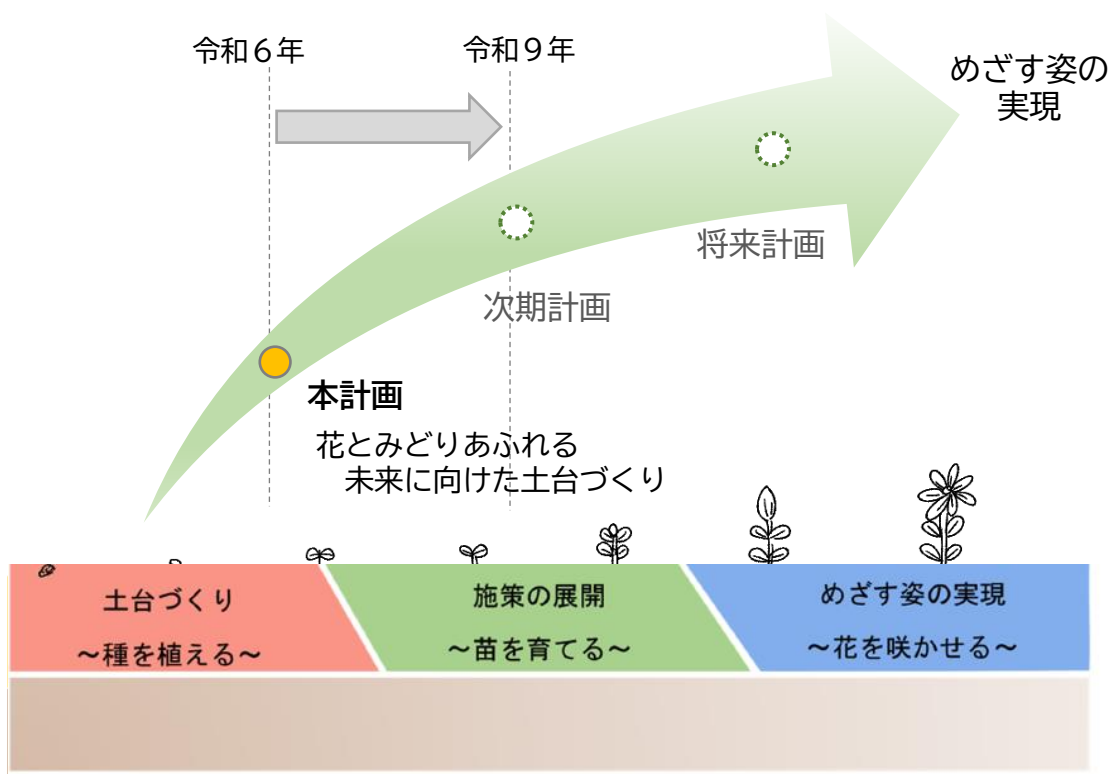 令和６年
令和９年
めざす姿の
実現
将来計画
次期計画
本計画
花とみどりあふれる
未来に向けた土台づくり
土台づくり
～種を植える～
施策の展開
～苗を育てる～
めざす姿の実現
～花を咲かせる～